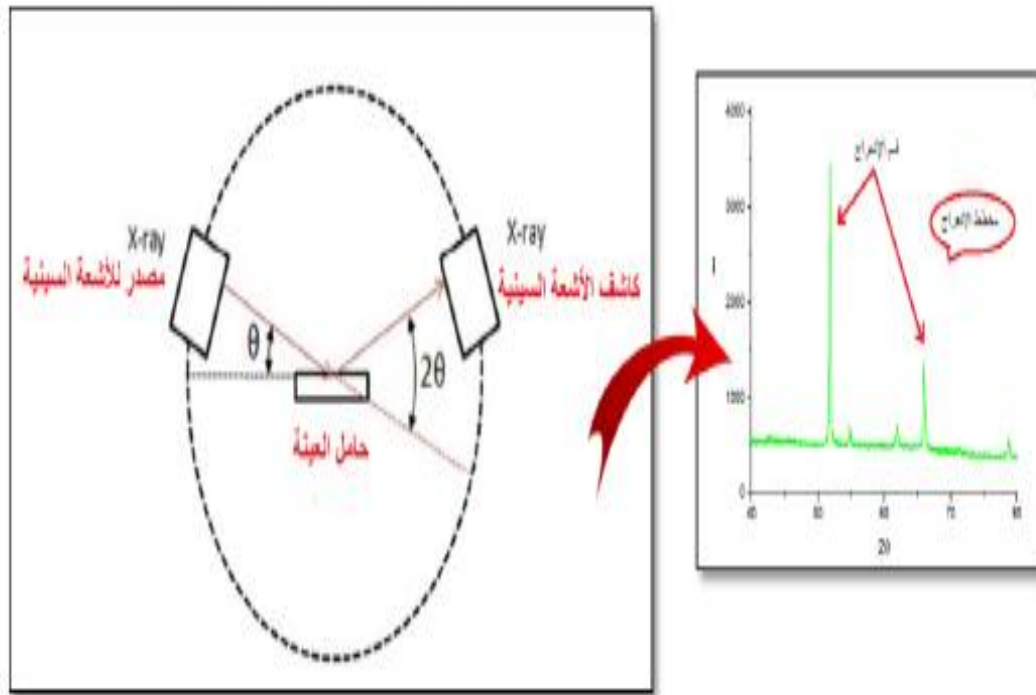 X-ray
مصدر للأشعة السينية
X-ray
كاشف الأشعة السينية
θ
2θ
حامل العينة
4000
3000
2000
1000
0
I
قمم الإنعراج
مخطط الإنعراج
40
50
60
70
80
2θ